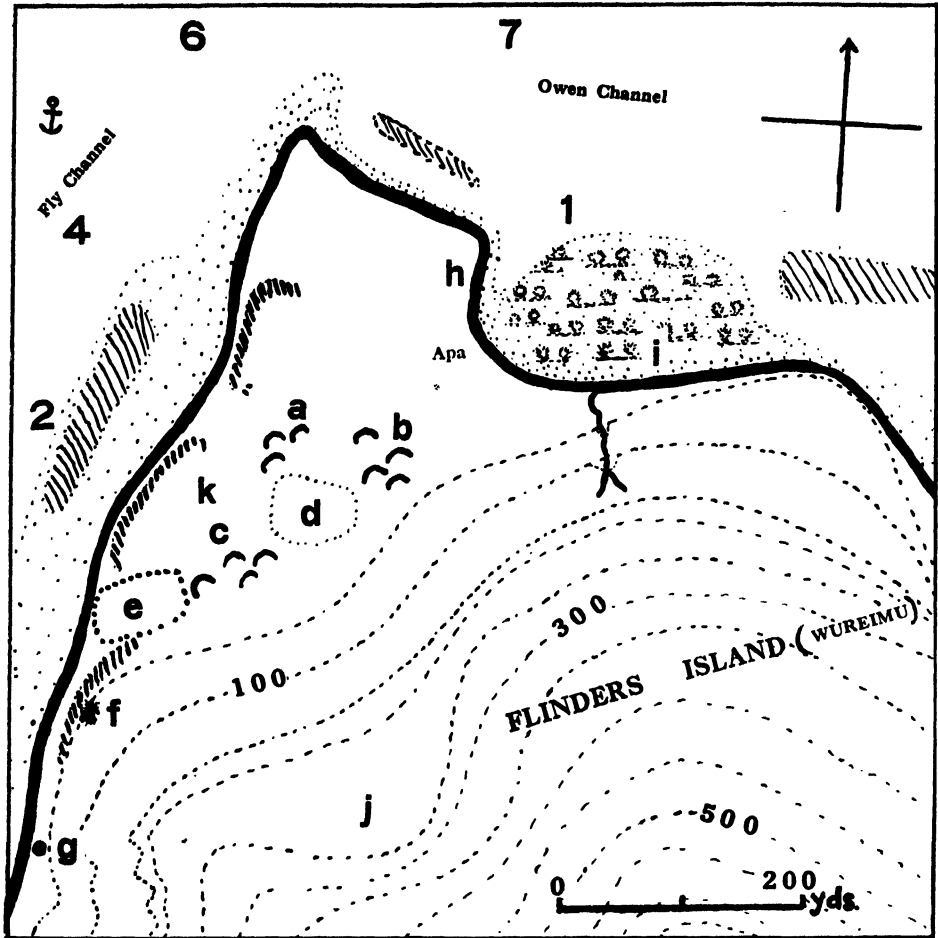 6
7
Owen Channel
Fly Channel
4
1
h
Apa
i
2
a
b
k
d
c
e
300
FLINDERS ISLAND (WUREIMU)
100
f
j
500
g
0 200 yds.